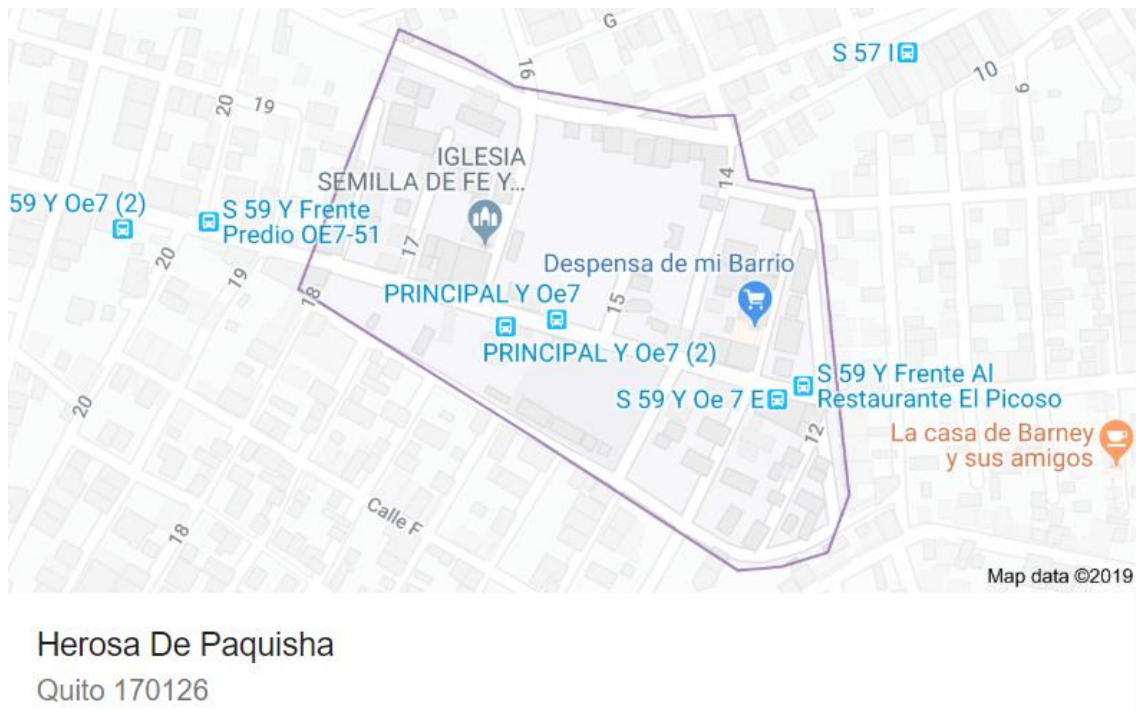 G
S 57 I
16
10
9
20
19
IGLESIA
SEMILLA DE FE Y...
14
59 Y Oe7 (2)
S 59 Y Frente
Predio OE7-51
17
20
19
18
Despensa de mi Barrio
PRINCIPAL Y Oe7
15
PRINCIPAL Y Oe7 (2)
S 59 Y Oe 7 E
S 59 Y Frente Al
Restaurante El Picoso
20
12
La casa de Barney
y sus amigos
Calle F
18
Map data ©2019
Herosa De Paquisha
Quito 170126